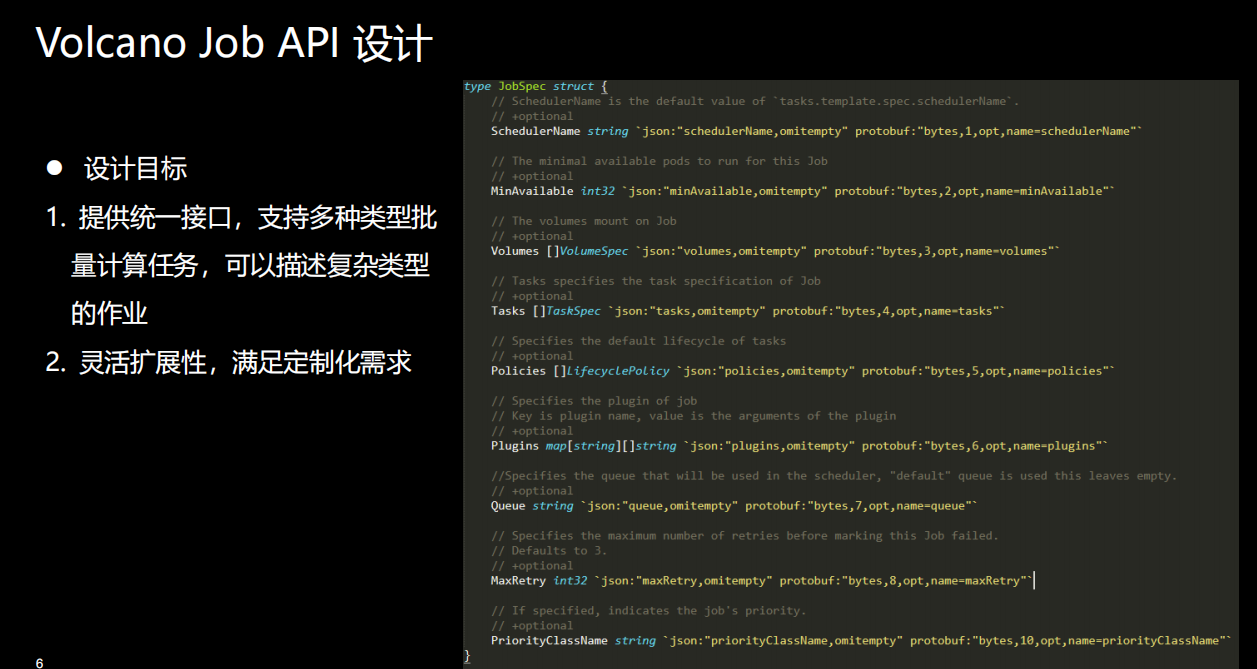 Volcano Job API 设计
● 设计目标
1. 提供统一接口，支持多种类型批
量计算任务，可以描述复杂类型
的作业
2. 灵活扩展性，满足定制化需求
type JobSpec struct {
// SchedulerName is the default value of `tasks.template.spec.schedulerName`.
// +optional
SchedulerName string `json:"schedulerName,omitempty" protobuf:"bytes,1,opt,name=schedulerName"`
// The minimal available pods to run for this Job
// +optional
MinAvailable int32 `json:"minAvailable,omitempty" protobuf:"bytes,2,opt,name=minAvailable"`
// The volumes mount on Job
// +optional
Volumes []VolumeSpec `json:"volumes,omitempty" protobuf:"bytes,3,opt,name=volumes"`
// Tasks specifies the task specification of Job
// +optional
Tasks []TaskSpec `json:"tasks,omitempty" protobuf:"bytes,4,opt,name=tasks"`
// Specifies the default lifecycle of tasks
// +optional
Policies []LifecyclePolicy `json:"policies,omitempty" protobuf:"bytes,5,opt,name=policies"`
// Specifies the plugin of job
// Key is plugin name, value is the arguments of the plugin
// +optional
Plugins map[string][]string `json:"plugins,omitempty" protobuf:"bytes,6,opt,name=plugins"`
//Specifies the queue that will be used in the scheduler, "default" queue is used this leaves empty.
// +optional
Queue string `json:"queue,omitempty" protobuf:"bytes,7,opt,name=queue"`
// Specifies the maximum number of retries before marking this Job failed.
// Defaults to 3.
// +optional
MaxRetry int32 `json:"maxRetry,omitempty" protobuf:"bytes,8,opt,name=maxRetry"`
// If specified, indicates the job's priority.
// +optional
PriorityClassName string `json:"priorityClassName,omitempty" protobuf:"bytes,10,opt,name=priorityClassName"`
}
6